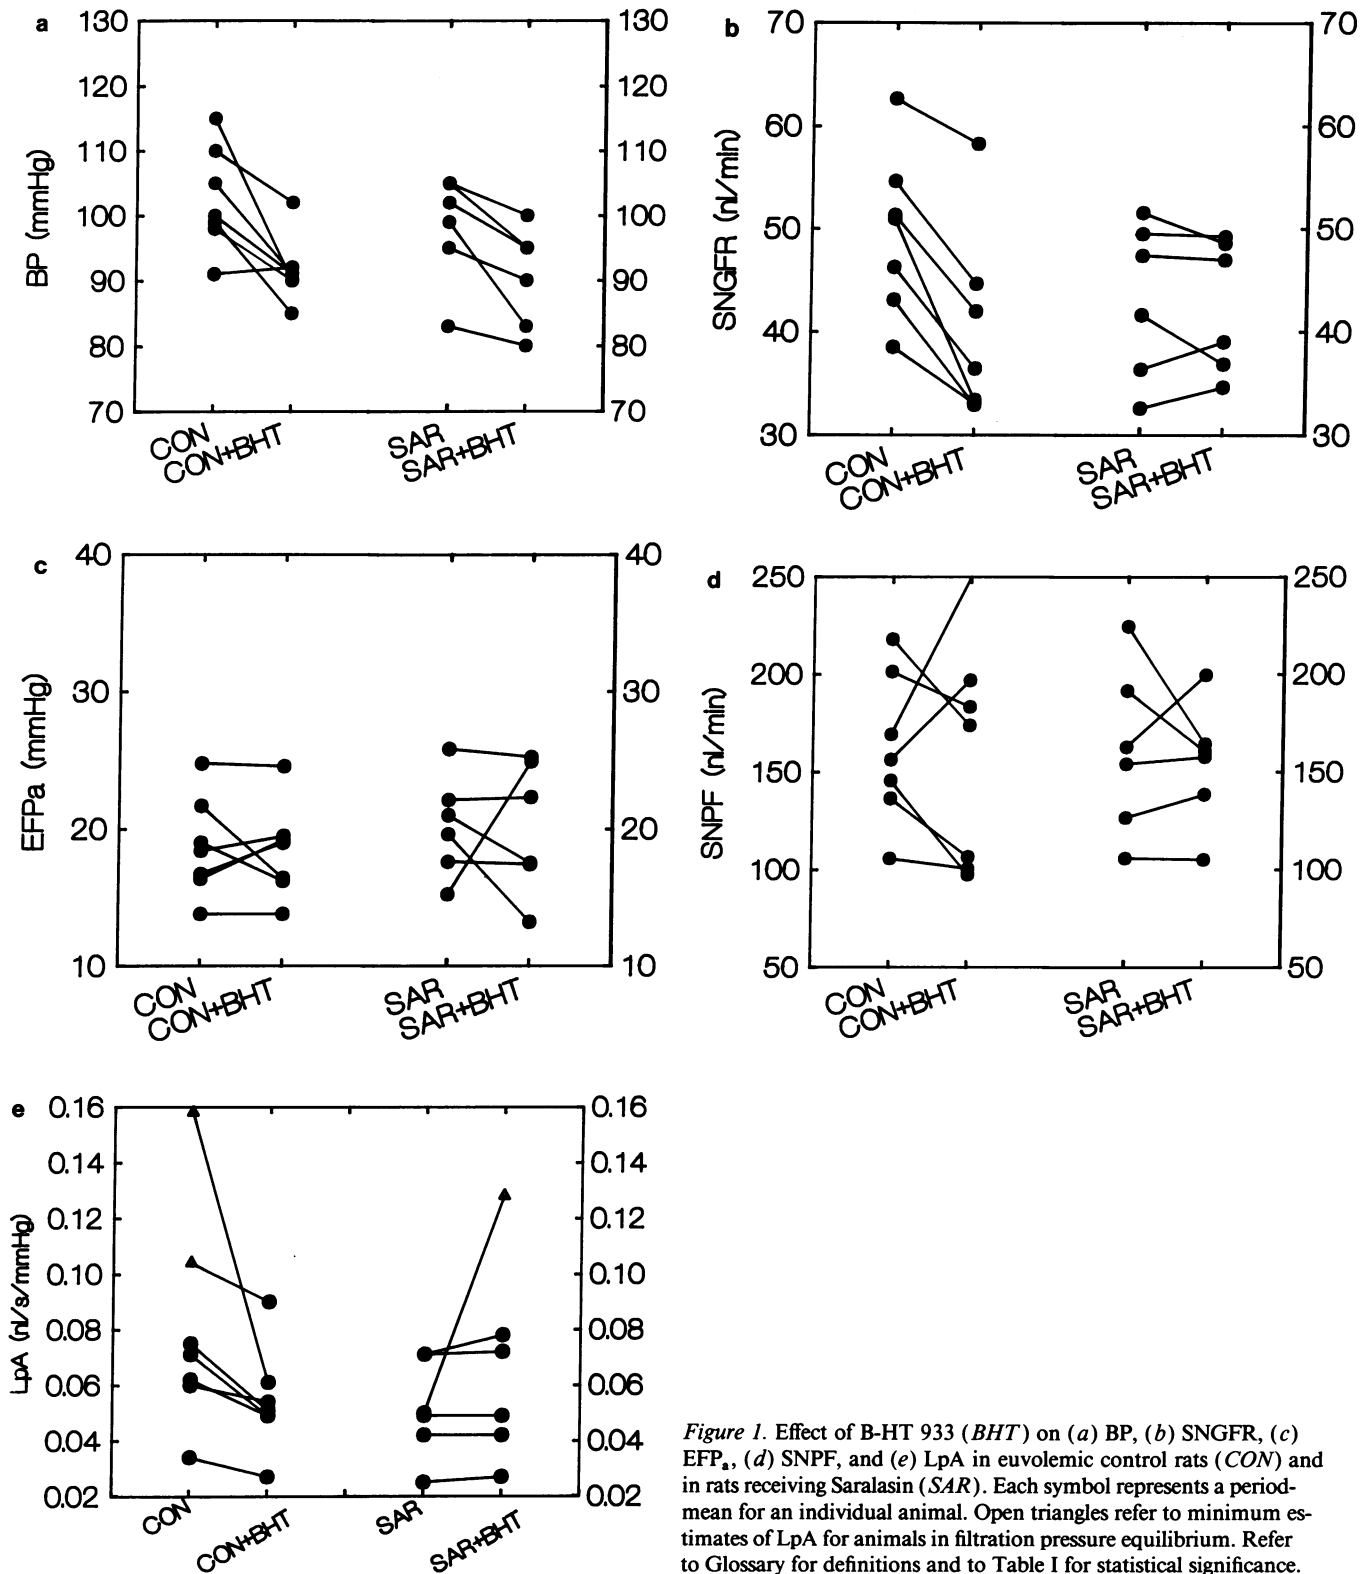 a
130
120
110
100
90
80
70
BP (mmHg)
130
120
110
100
90
80
70
CON
CON+BHT
SAR
SAR+BHT
b
70
60
50
40
30
SNGFR (nl/min)
70
60
50
40
30
CON
CON+BHT
SAR
SAR+BHT
c
40
30
20
10
EFPa (mmHg)
40
30
20
10
CON
CON+BHT
SAR
SAR+BHT
d
250
200
150
100
50
SNPF (nl/min)
250
200
150
100
50
CON
CON+BHT
SAR
SAR+BHT
e
0.16
0.14
0.12
0.10
0.08
0.06
0.04
0.02
LpA (nl/s/mmHg)
0.16
0.14
0.12
0.10
0.08
0.06
0.04
0.02
CON
CON+BHT
SAR
SAR+BHT
Figure 1. Effect of B-HT 933 (BHT) on (a) BP, (b) SNGFR, (c)
EFPₐ, (d) SNPF, and (e) LpA in euvolemic control rats (CON) and
in rats receiving Saralasin (SAR). Each symbol represents a period-
mean for an individual animal. Open triangles refer to minimum es-
timates of LpA for animals in filtration pressure equilibrium. Refer
to Glossary for definitions and to Table I for statistical significance.